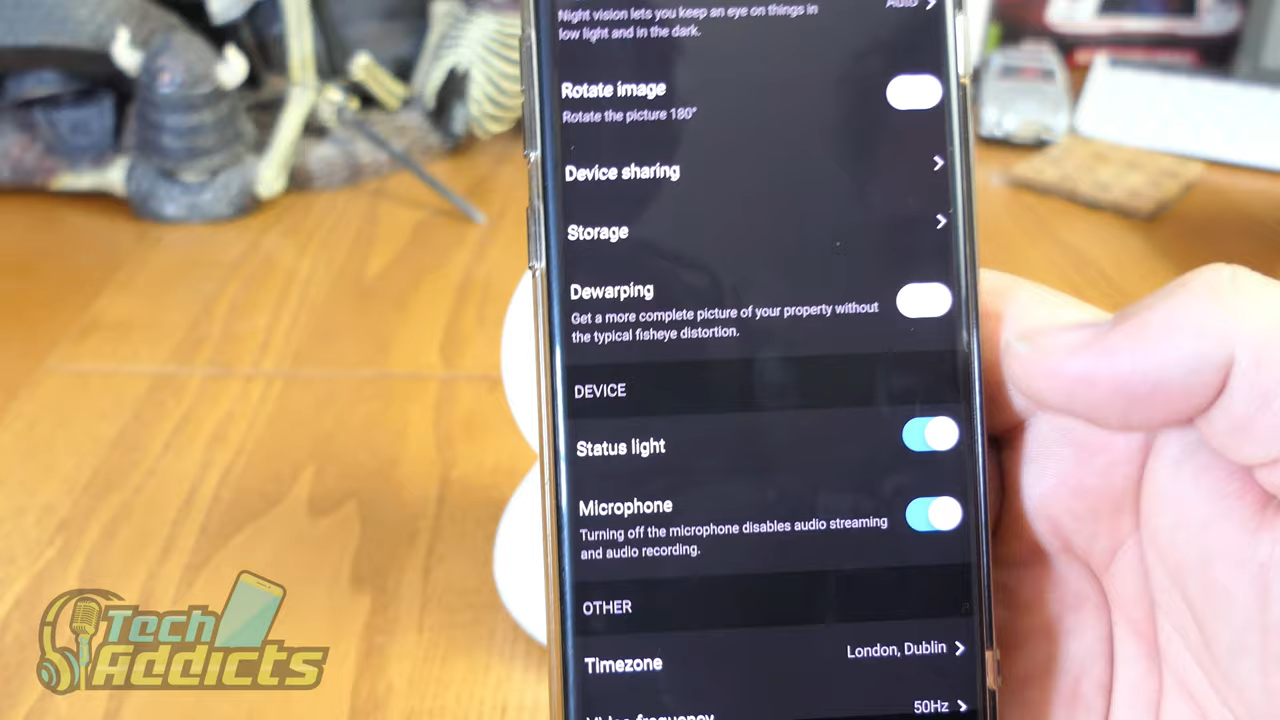 Night vision lets you keep an eye on things in
low light and in the dark.
Auto
Rotate image
Rotate the picture 180°
Device sharing
Storage
Dewarping
Get a more complete picture of your property without
the typical fisheye distortion.
DEVICE
Status light
Microphone
Turning off the microphone disables audio streaming
and audio recording.
OTHER
Timezone
London, Dublin
Video frequency
50Hz
Tech
Addicts